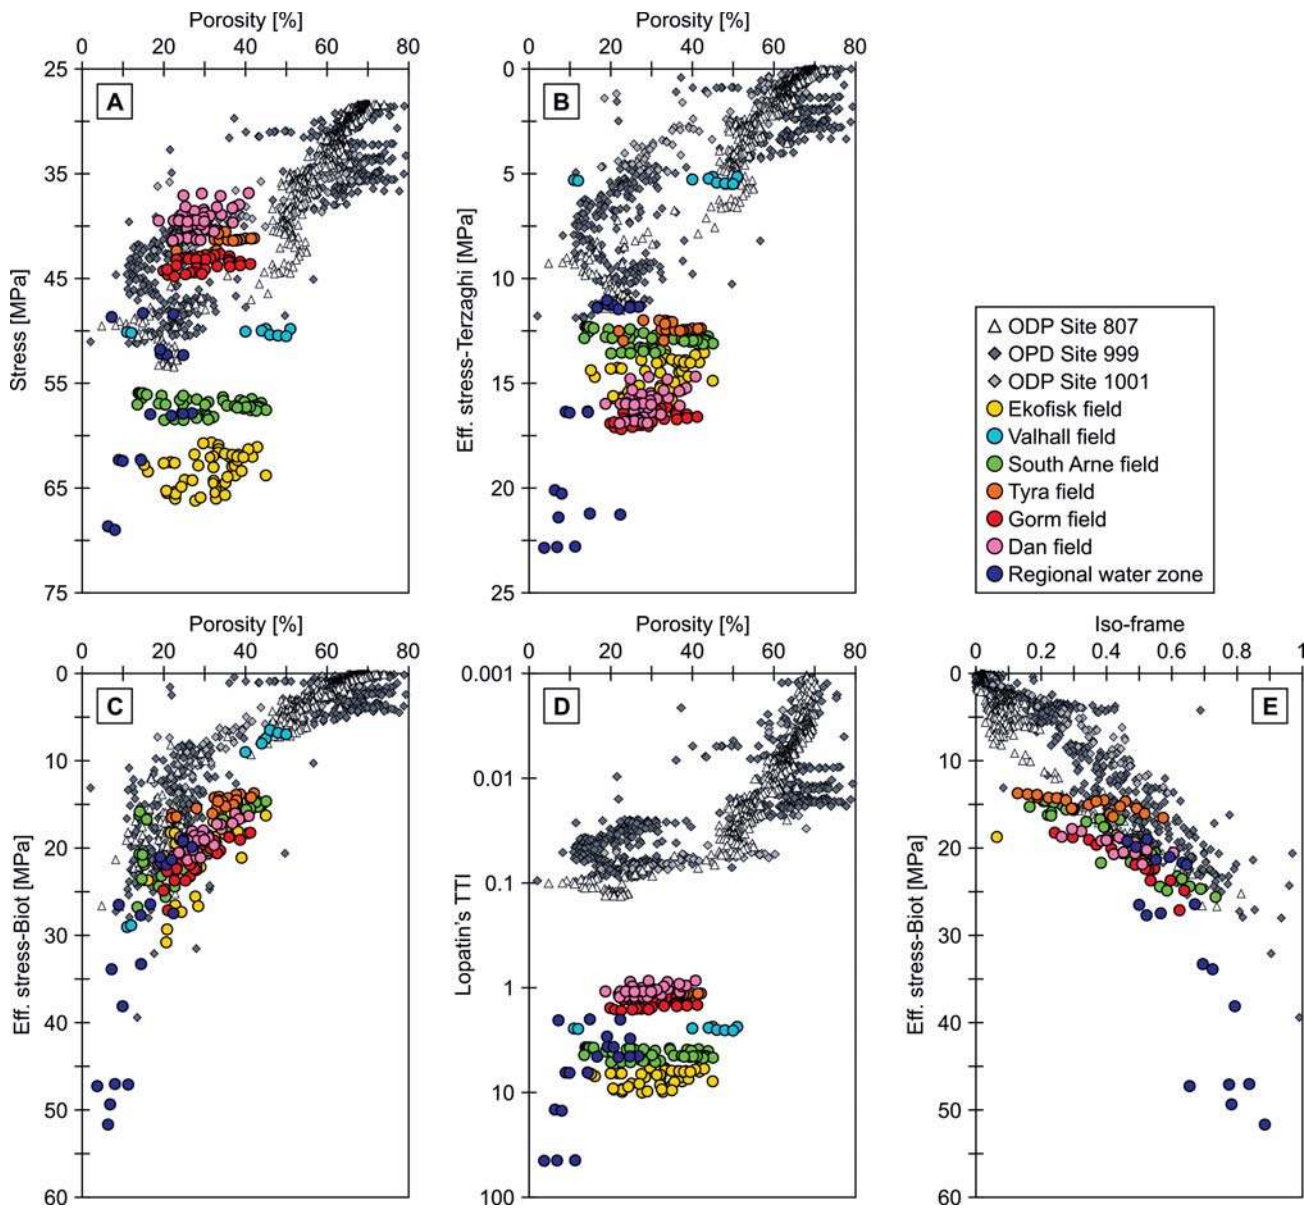 Porosity [%]
0 20 40 60 80
25
35
45
55
65
75
Stress [MPa]
A
Porosity [%]
0 20 40 60 80
0
5
10
15
20
25
Eff. stress-Terzaghi [MPa]
B
ODP Site 807
OPD Site 999
ODP Site 1001
Ekofisk field
Valhall field
South Arne field
Tyra field
Gorm field
Dan field
Regional water zone
Porosity [%]
0 20 40 60 80
0
10
20
30
40
50
60
Eff. stress-Biot [MPa]
C
Porosity [%]
0 20 40 60 80
0.001
0.01
0.1
1
10
100
Lopatin's TTI
D
Iso-frame
0 0.2 0.4 0.6 0.8 1
0
10
20
30
40
50
60
Eff. stress-Biot [MPa]
E